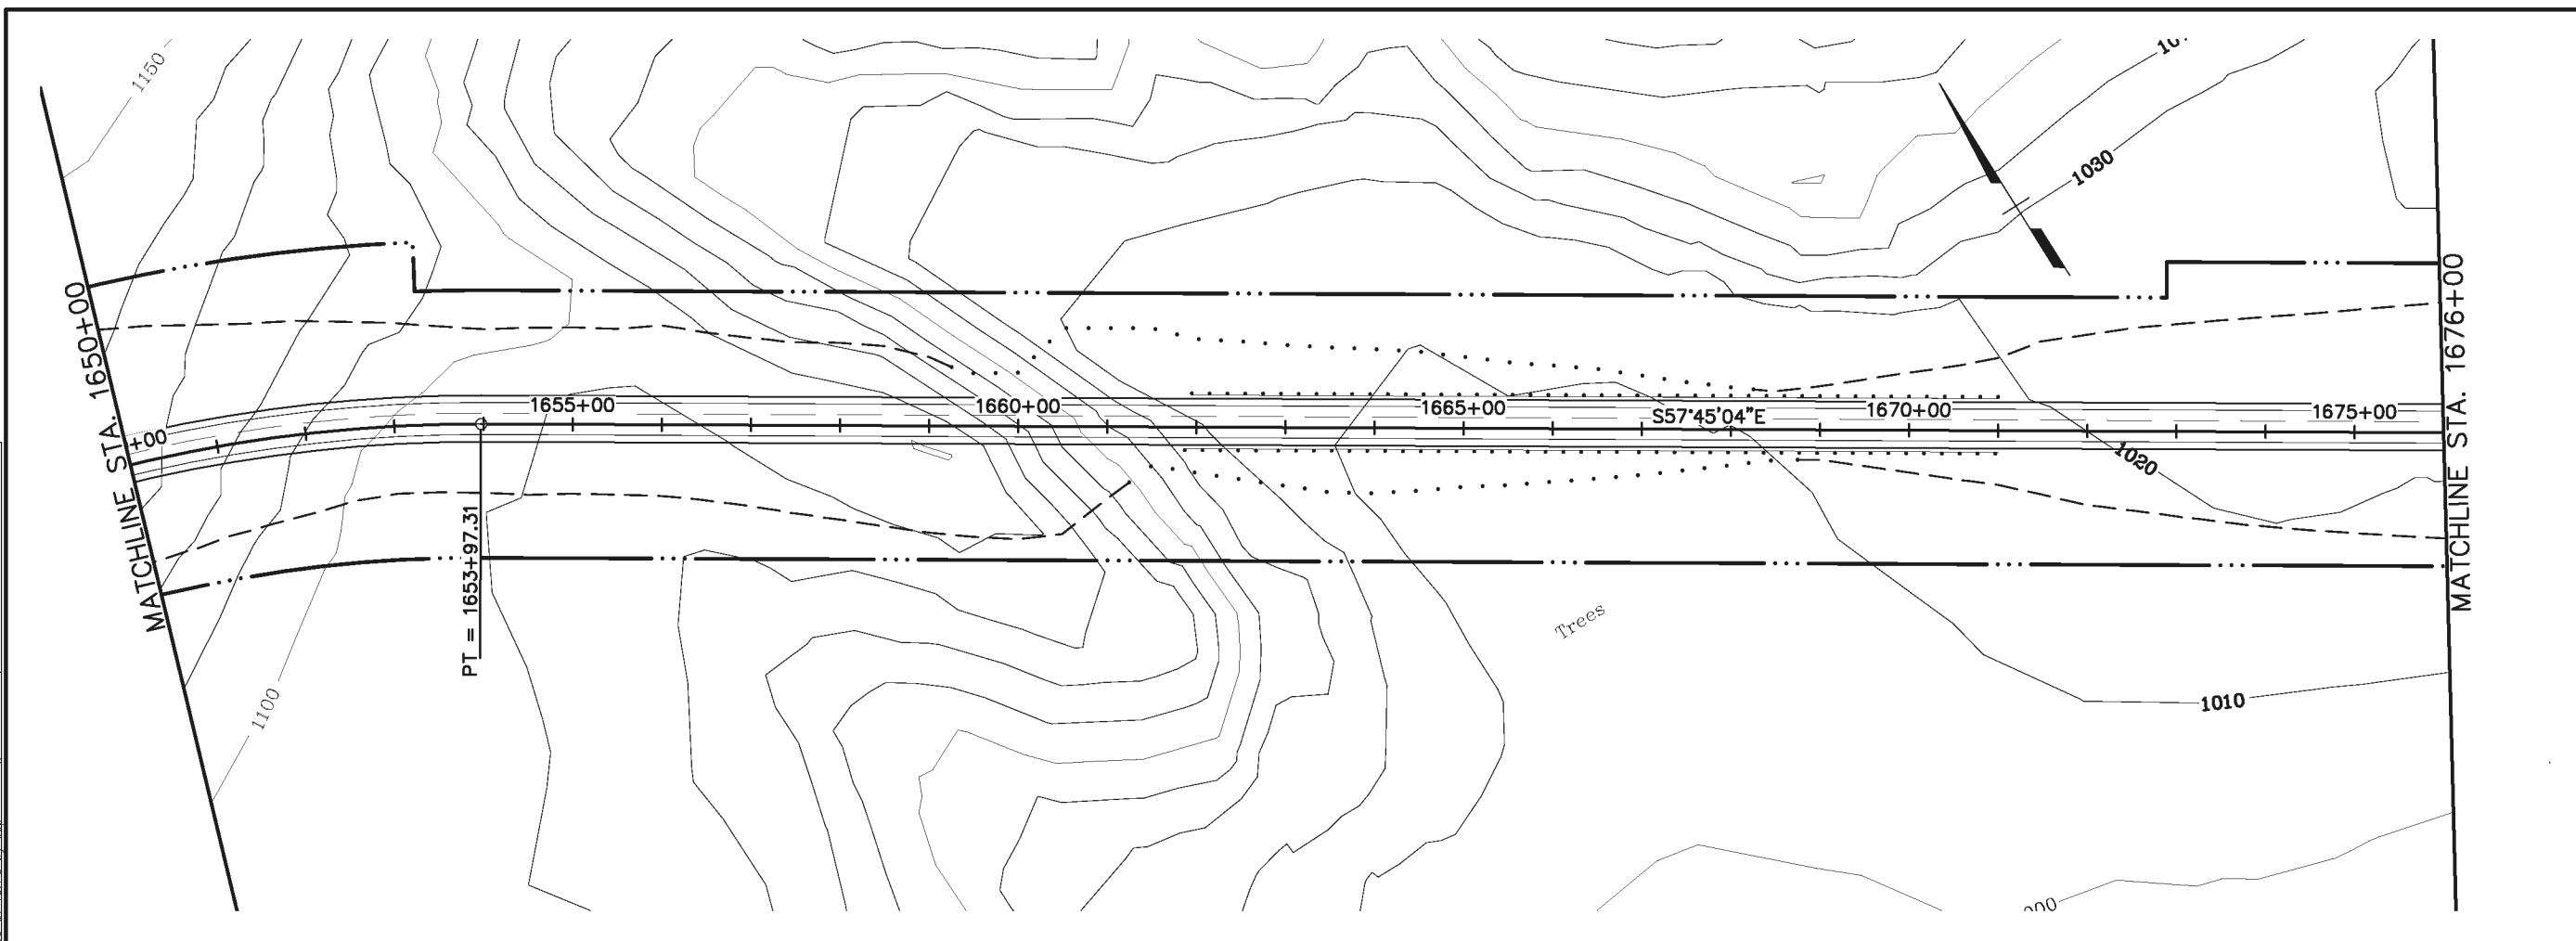 1150
1030
MATCHLINE STA. 1650+00
+00
1655+00
1660+00
1665+00
S57°45'04"E
1670+00
1675+00
MATCHLINE STA. 1676+00
1020
PT = 1653+97.31
Trees
1100
1010